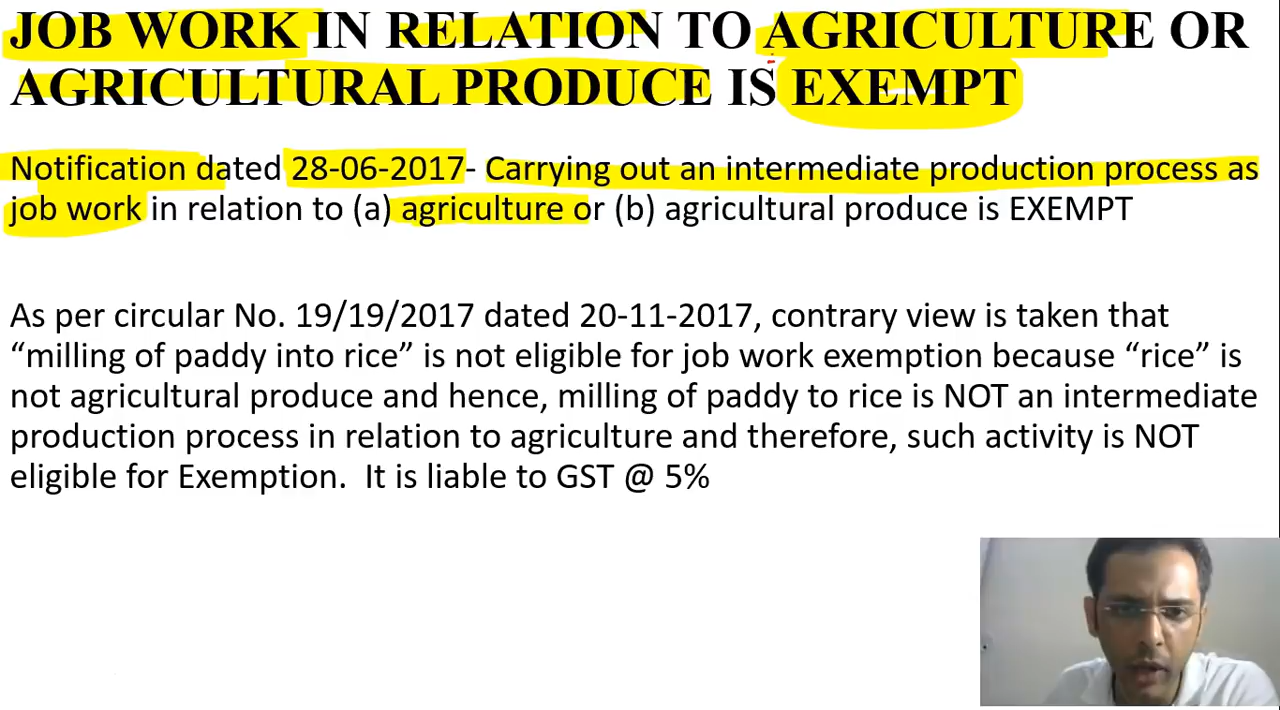 JOB WORK IN RELATION TO AGRICULTURE OR
AGRICULTURAL PRODUCE IS EXEMPT
Notification dated 28-06-2017- Carrying out an intermediate production process as
job work in relation to (a) agriculture or (b) agricultural produce is EXEMPT
As per circular No. 19/19/2017 dated 20-11-2017, contrary view is taken that
“milling of paddy into rice” is not eligible for job work exemption because “rice” is
not agricultural produce and hence, milling of paddy to rice is NOT an intermediate
production process in relation to agriculture and therefore, such activity is NOT
eligible for Exemption.  It is liable to GST @ 5%